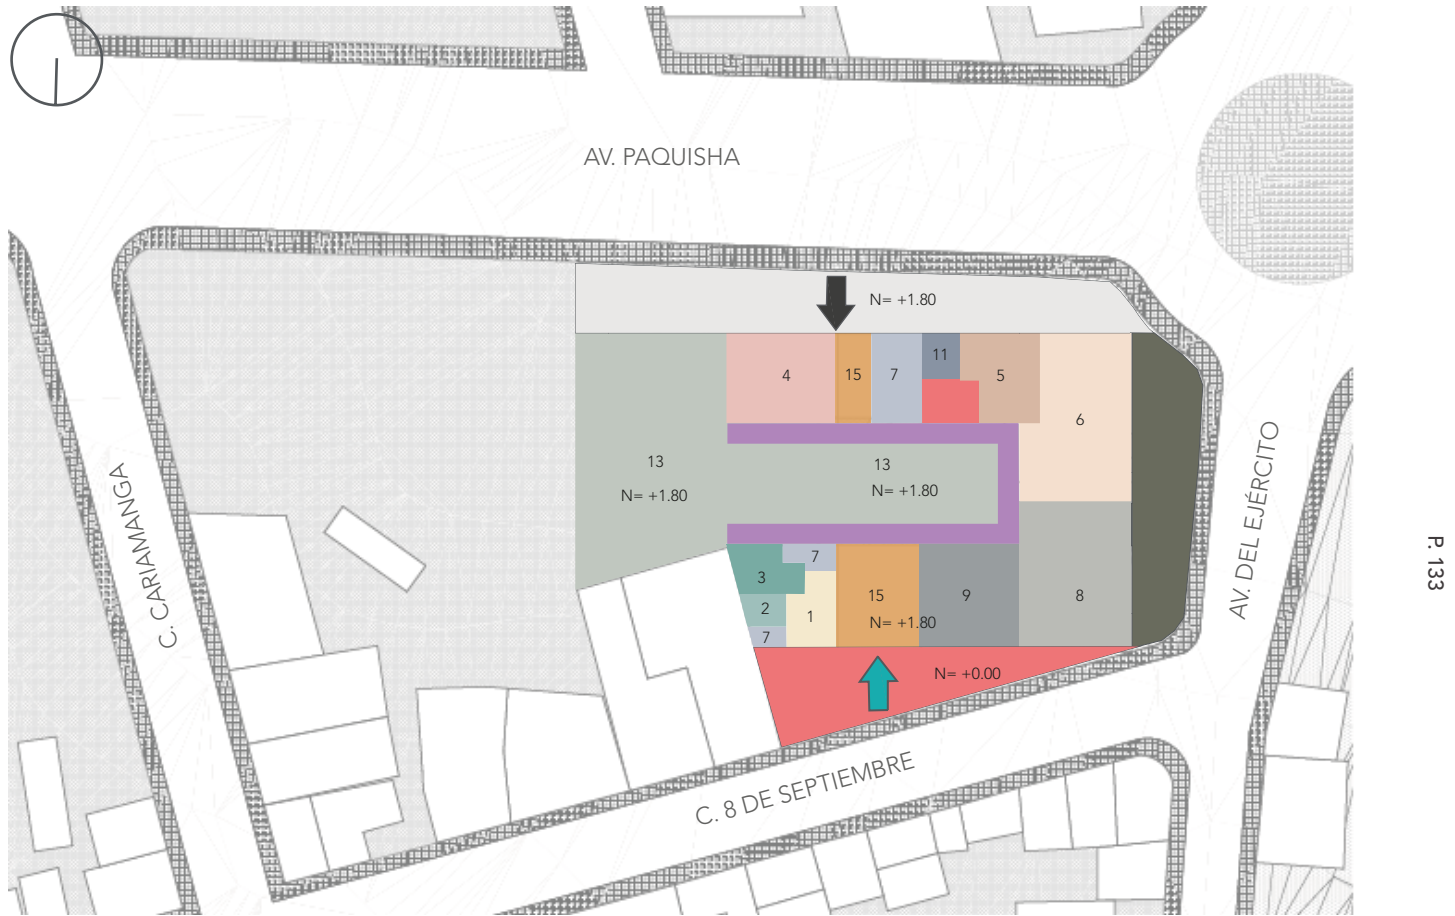 AV. PAQUISHA
N= +1.80
4
15
7
11
5
6
13
N= +1.80
13
N= +1.80
C. CARIAMANGA
AV. DEL EJÉRCITO
P. 133
7
3
2
1
7
15
N= +1.80
9
8
N= +0.00
C. 8 DE SEPTIEMBRE